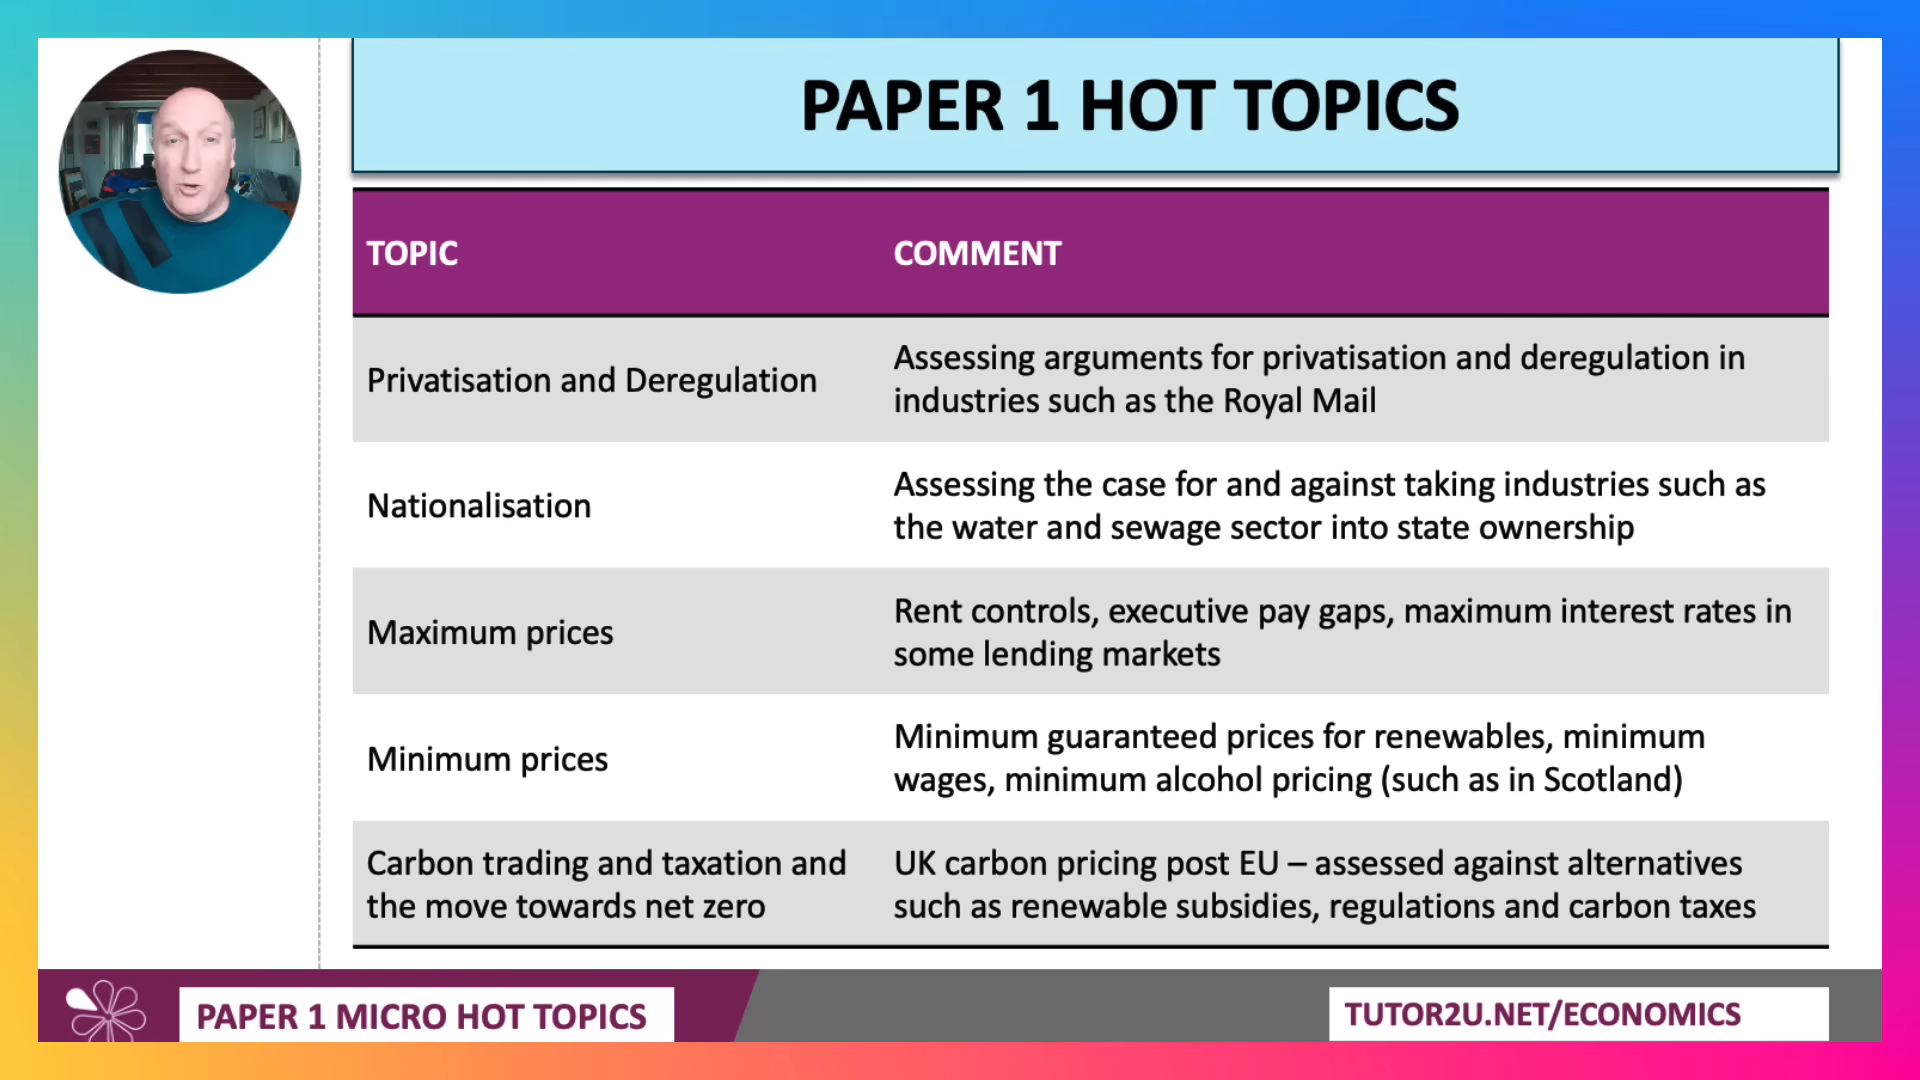 PAPER 1 HOT TOPICS
TOPIC
COMMENT
Privatisation and Deregulation
Assessing arguments for privatisation and deregulation in
industries such as the Royal Mail
Nationalisation
Assessing the case for and against taking industries such as
the water and sewage sector into state ownership
Maximum prices
Rent controls, executive pay gaps, maximum interest rates in
some lending markets
Minimum prices
Minimum guaranteed prices for renewables, minimum
wages, minimum alcohol pricing (such as in Scotland)
Carbon trading and taxation and
the move towards net zero
UK carbon pricing post EU – assessed against alternatives
such as renewable subsidies, regulations and carbon taxes
PAPER 1 MICRO HOT TOPICS
TUTOR2U.NET/ECONOMICS